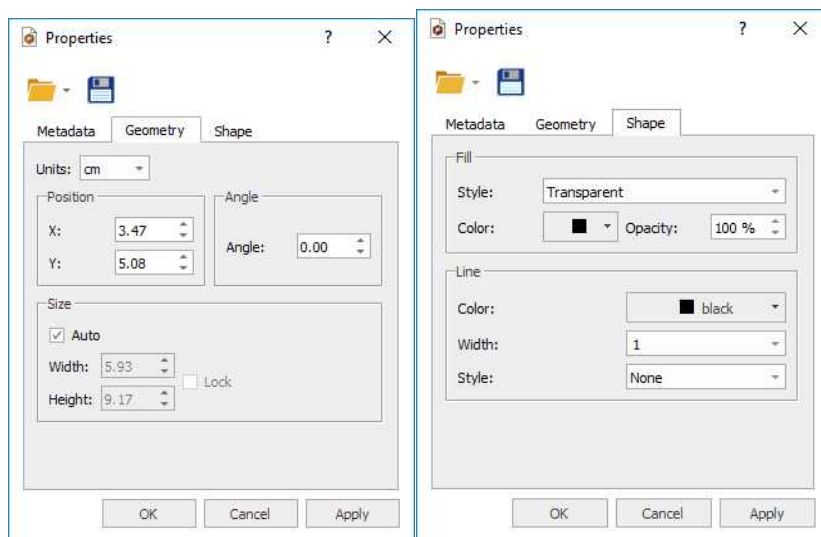 Properties ?
Metadata Geometry Shape
Units: cm
Position
X: 3.47
Y: 5.08
Angle
Angle: 0.00
Size
Auto
Width: 5.93
Height: 9.17
Lock
OK Cancel Apply
Properties ?
Metadata Geometry Shape
Fill
Style: Transparent
Color: Opacity: 100 %
Line
Color: black
Width: 1
Style: None
OK Cancel Apply